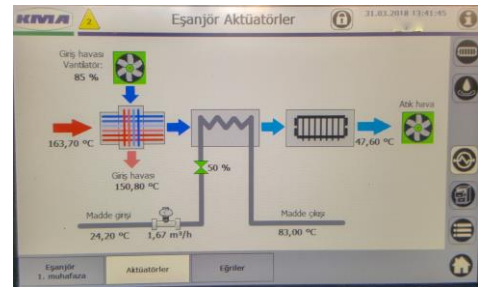 KMA
2
Eşanjör Aktüatörler
31.03.2018 13:41:45
Giriş havası
Vantilatör:
85 %
Atık hava
163,70 °C
47,60 °C
Giriş havası
150,80 °C
50 %
Madde girişi
Madde çıkışı
24,20 °C
1,67 m³/h
83,00 °C
Eşanjör
1. muhafaza
Aktüatörler
Eğriler